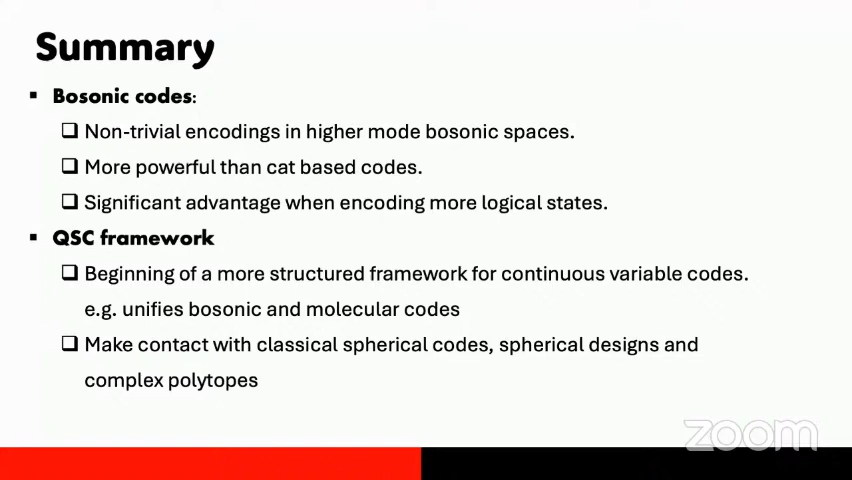 Summary
▪ Bosonic codes:
❑ Non-trivial encodings in higher mode bosonic spaces.
❑ More powerful than cat based codes.
❑ Significant advantage when encoding more logical states.
▪ QSC framework
❑ Beginning of a more structured framework for continuous variable codes.
e.g. unifies bosonic and molecular codes
❑ Make contact with classical spherical codes, spherical designs and
complex polytopes
zoom